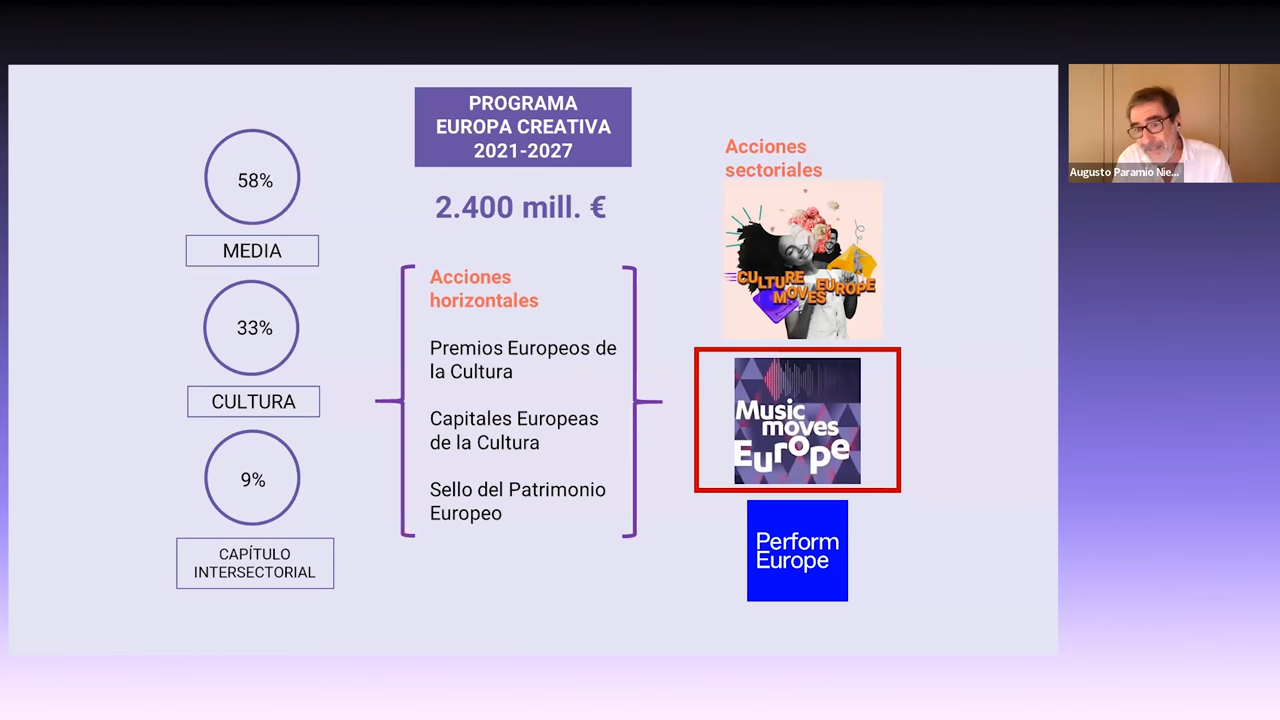 PROGRAMA
EUROPA CREATIVA
2021-2027
2.400 mill. €
58%
MEDIA
33%
CULTURA
9%
CAPÍTULO
INTERSECTORIAL
Acciones
horizontales
Premios Europeos de
la Cultura
Capitales Europeas
de la Cultura
Sello del Patrimonio
Europeo
Acciones
sectoriales
CULTURE
MOVES
EUROPE
Music
moves
Europe
Perform
Europe
Augusto Paramio Nie...